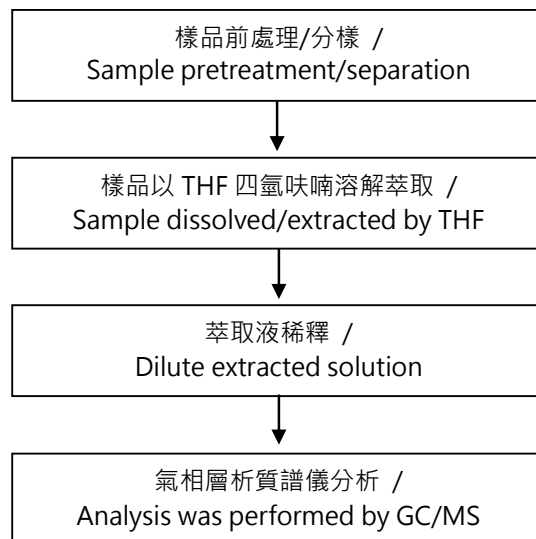 樣品前處理/分樣 /
Sample pretreatment/separation
樣品以 THF 四氫呋喃溶解萃取 /
Sample dissolved/extracted by THF
萃取液稀釋 /
Dilute extracted solution
氣相層析質譜儀分析 /
Analysis was performed by GC/MS